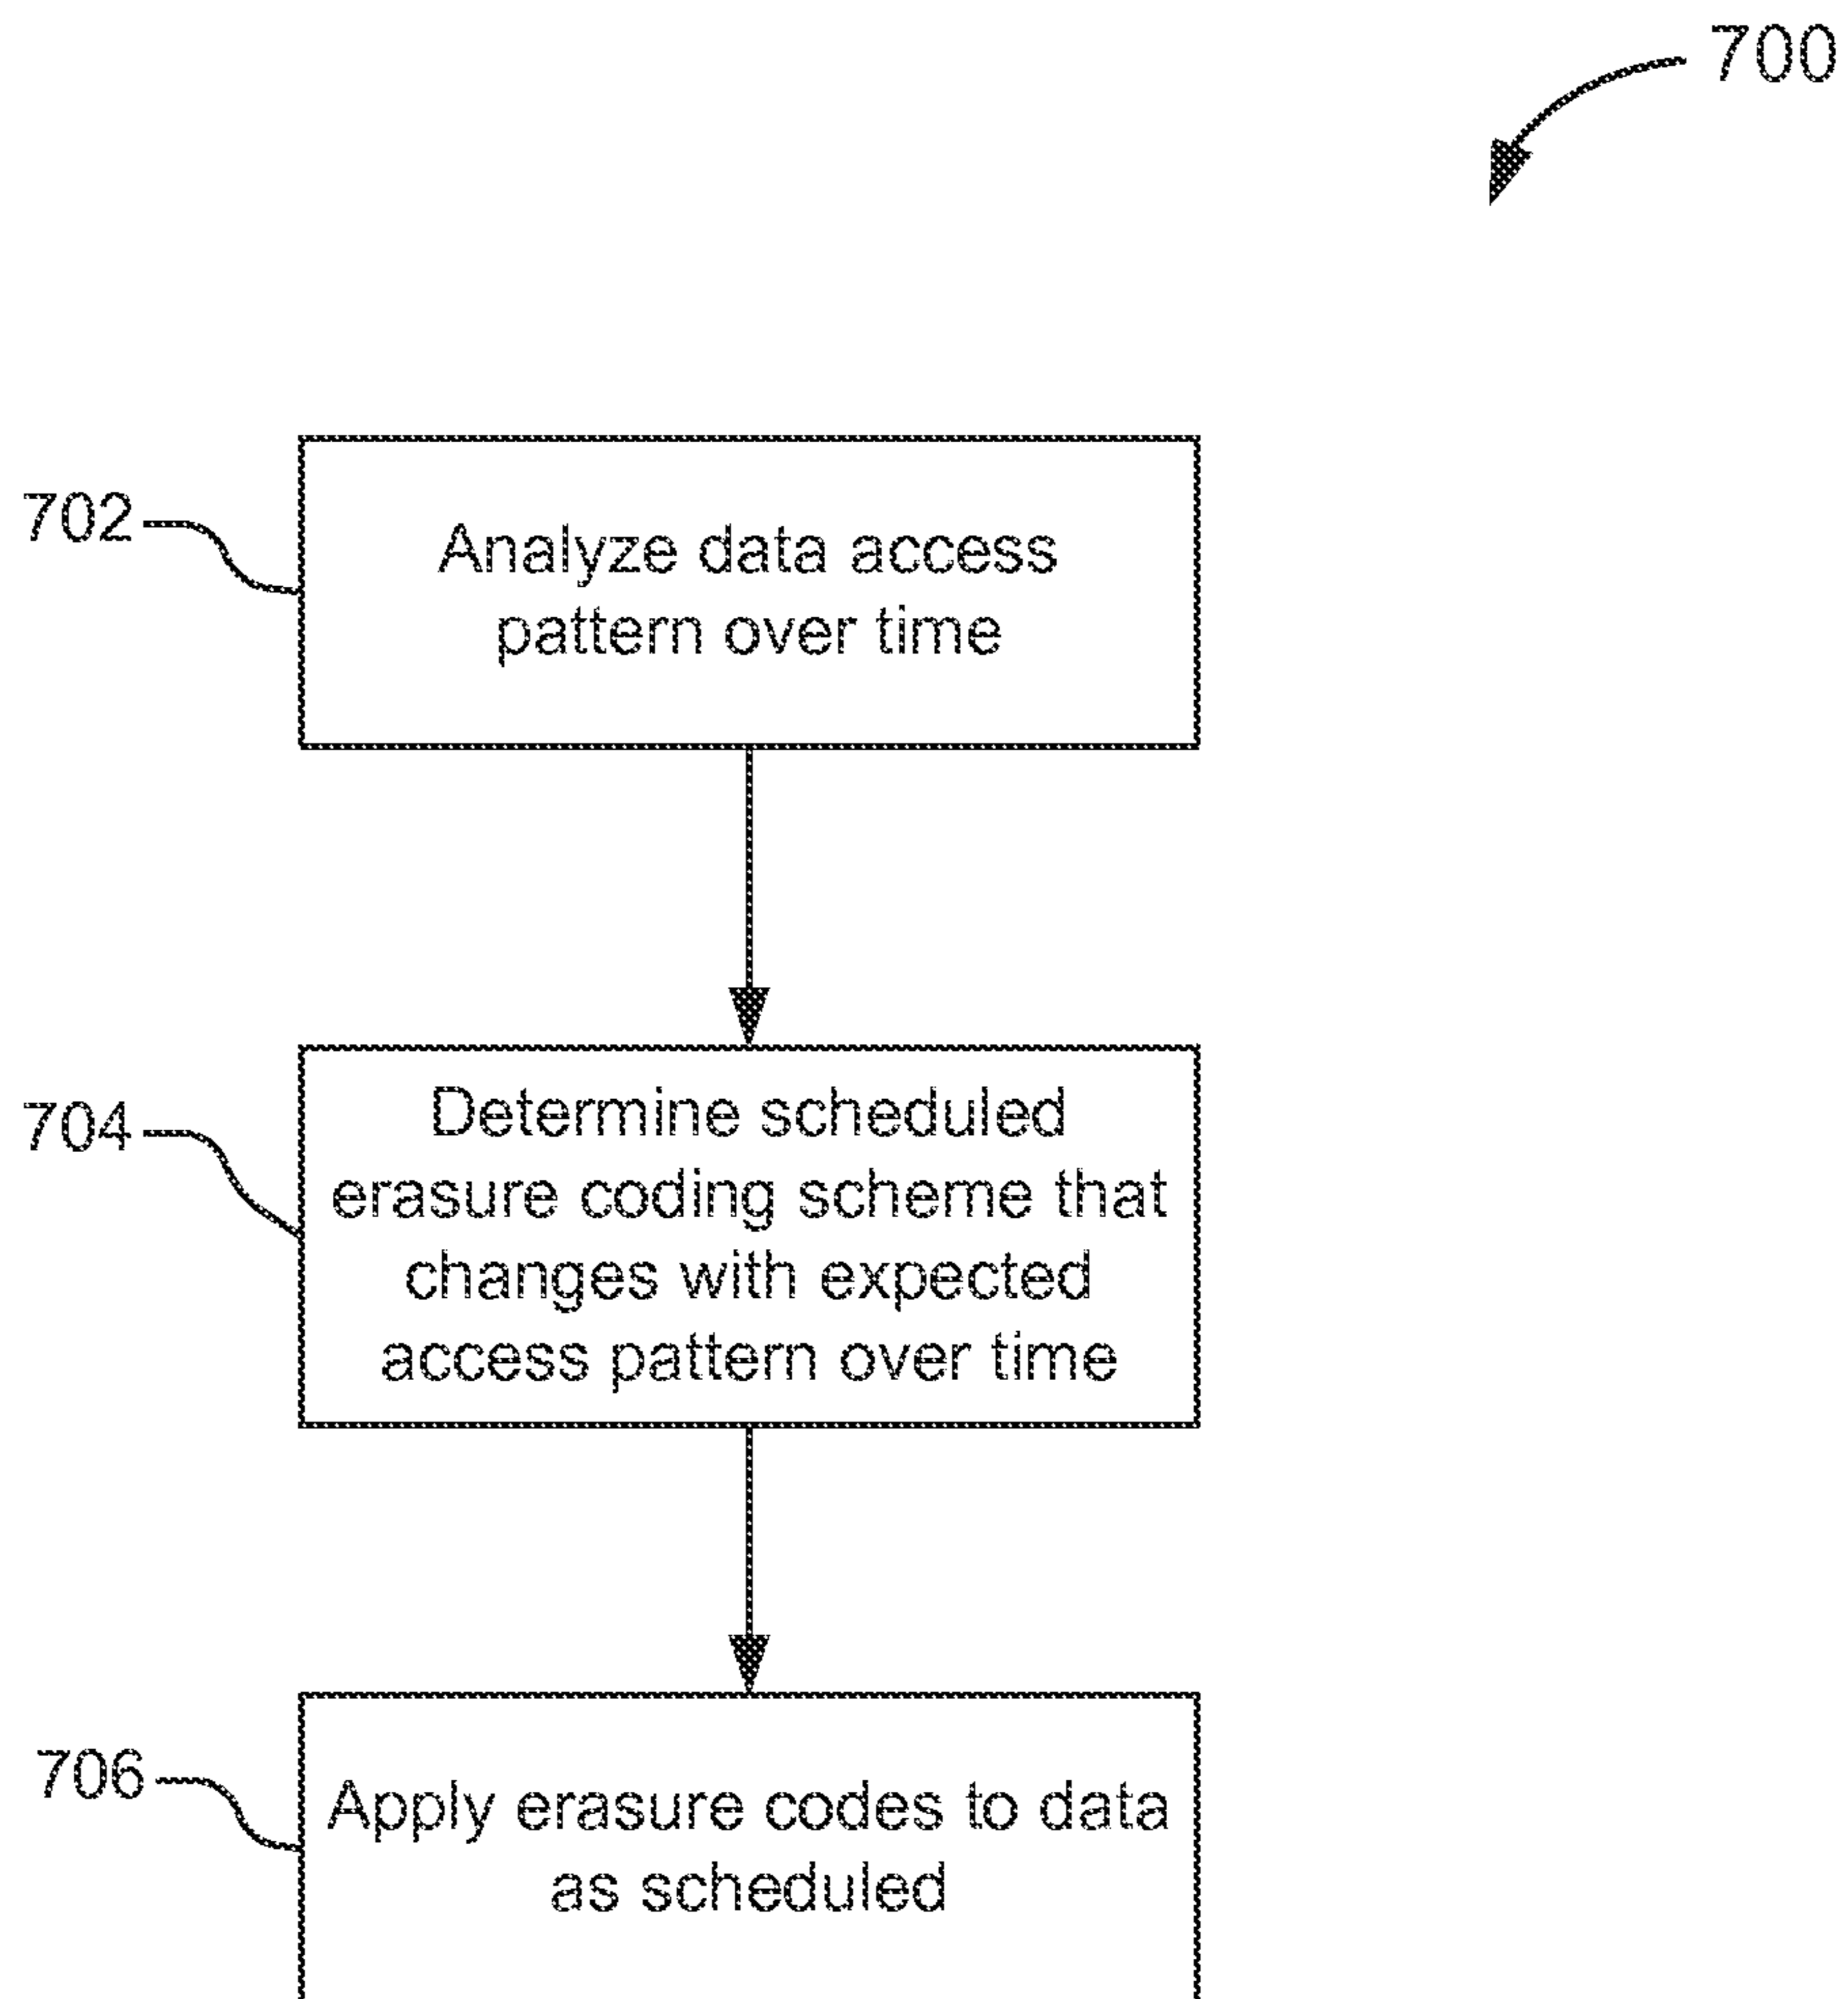 700
702
Analyze data access
pattern over time
704
Determine scheduled
erasure coding scheme that
changes with expected
access pattern over time
706
Apply erasure codes to data
as scheduled